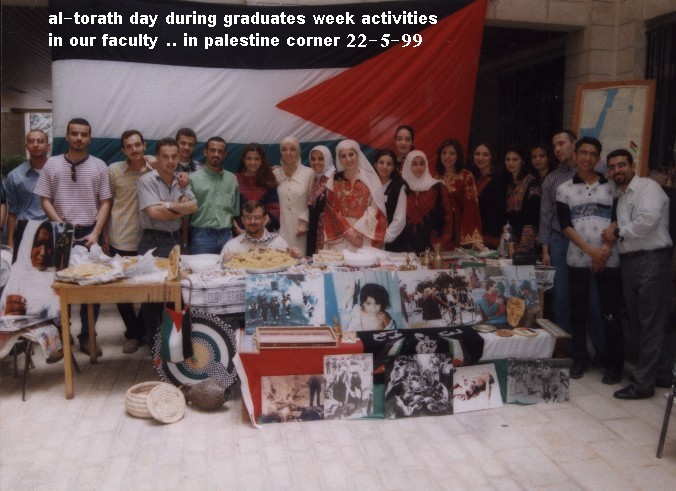 al-torath day during graduates week activities
in our faculty .. in palestine corner 22-5-99